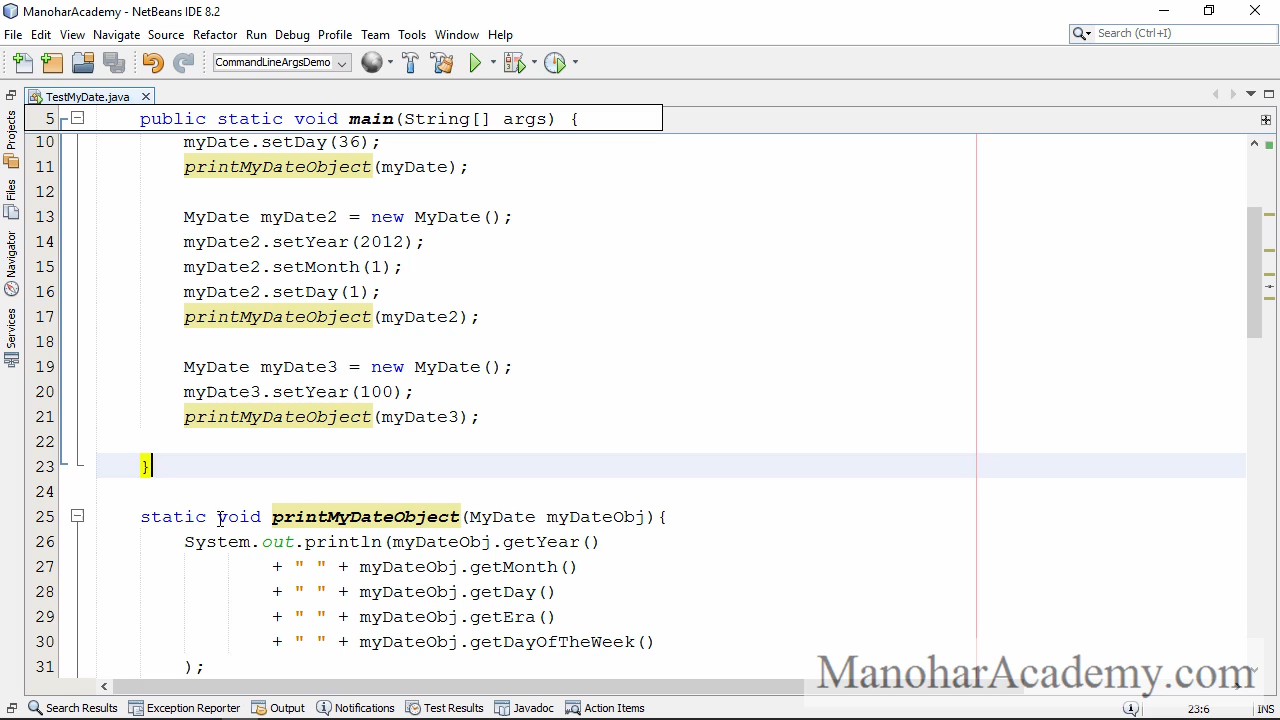 ManoharAcademy - NetBeans IDE 8.2
File Edit View Navigate Source Refactor Run Debug Profile Team Tools Window Help
Search (Ctrl+I)
CommandLineArgsDemo
TestMyDate.java
5 public static void main(String[] args) {
10 myDate.setDay(36);
11 printMyDateObject(myDate);
12
13 MyDate myDate2 = new MyDate();
14 myDate2.setYear(2012);
15 myDate2.setMonth(1);
16 myDate2.setDay(1);
17 printMyDateObject(myDate2);
18
19 MyDate myDate3 = new MyDate();
20 myDate3.setYear(100);
21 printMyDateObject(myDate3);
22
23 }
24
25 static void printMyDateObject(MyDate myDateObj){
26 System.out.println(myDateObj.getYear()
27 + " " + myDateObj.getMonth()
28 + " " + myDateObj.getDay()
29 + " " + myDateObj.getEra()
30 + " " + myDateObj.getDayOfTheWeek()
31 );
Projects
Files
Navigator
Services
ManoharAcademy.com
Search Results Exception Reporter Output Notifications Test Results Javadoc Action Items
23:6 INS